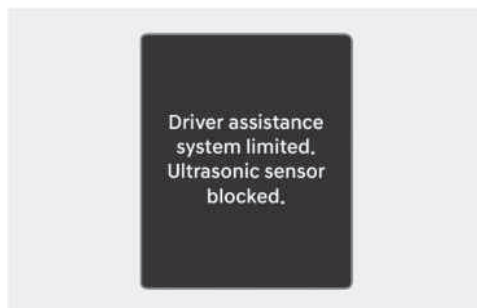 Driver assistance
system limited.
Ultrasonic sensor
blocked.